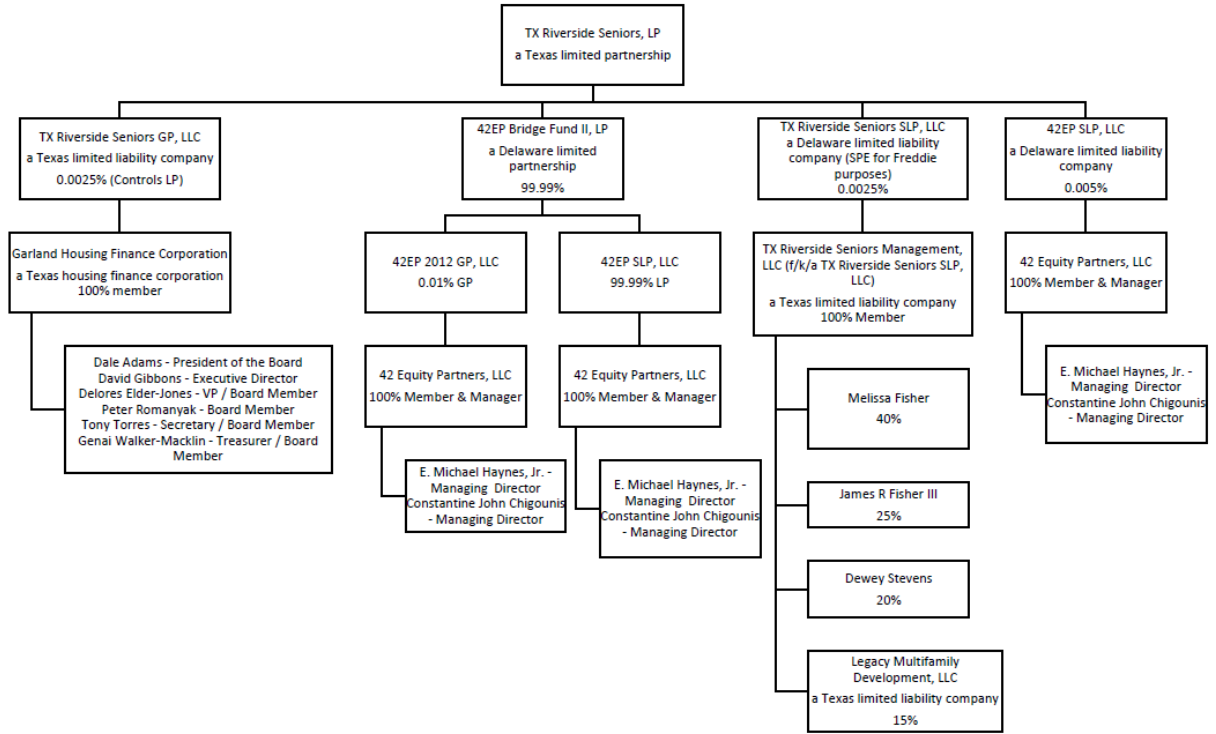 TX Riverside Seniors, LP
a Texas limited partnership
TX Riverside Seniors GP, LLC
a Texas limited liability company
0.0025% (Controls LP)
42EP Bridge Fund II, LP
a Delaware limited
partnership
99.99%
TX Riverside Seniors SLP, LLC
a Delaware limited liability
company (SPE for Freddie
purposes)
0.0025%
42EP SLP, LLC
a Delaware limited liability
company
0.005%
Garland Housing Finance Corporation
a Texas housing finance corporation
100% member
42EP 2012 GP, LLC
0.01% GP
42EP SLP, LLC
99.99% LP
TX Riverside Seniors Management,
LLC (f/k/a TX Riverside Seniors SLP,
LLC)
a Texas limited liability company
100% Member
42 Equity Partners, LLC
100% Member & Manager
Dale Adams - President of the Board
David Gibbons - Executive Director
Delores Elder-Jones - VP / Board Member
Peter Romanyak - Board Member
Tony Torres - Secretary / Board Member
Genai Walker-Macklin - Treasurer / Board
Member
42 Equity Partners, LLC
100% Member & Manager
42 Equity Partners, LLC
100% Member & Manager
Melissa Fisher
40%
E. Michael Haynes, Jr. -
Managing Director
Constantine John Chigounis
- Managing Director
E. Michael Haynes, Jr. -
Managing Director
Constantine John Chigounis
- Managing Director
E. Michael Haynes, Jr. -
Managing Director
Constantine John Chigounis
- Managing Director
James R Fisher III
25%
Dewey Stevens
20%
Legacy Multifamily
Development, LLC
a Texas limited liability company
15%